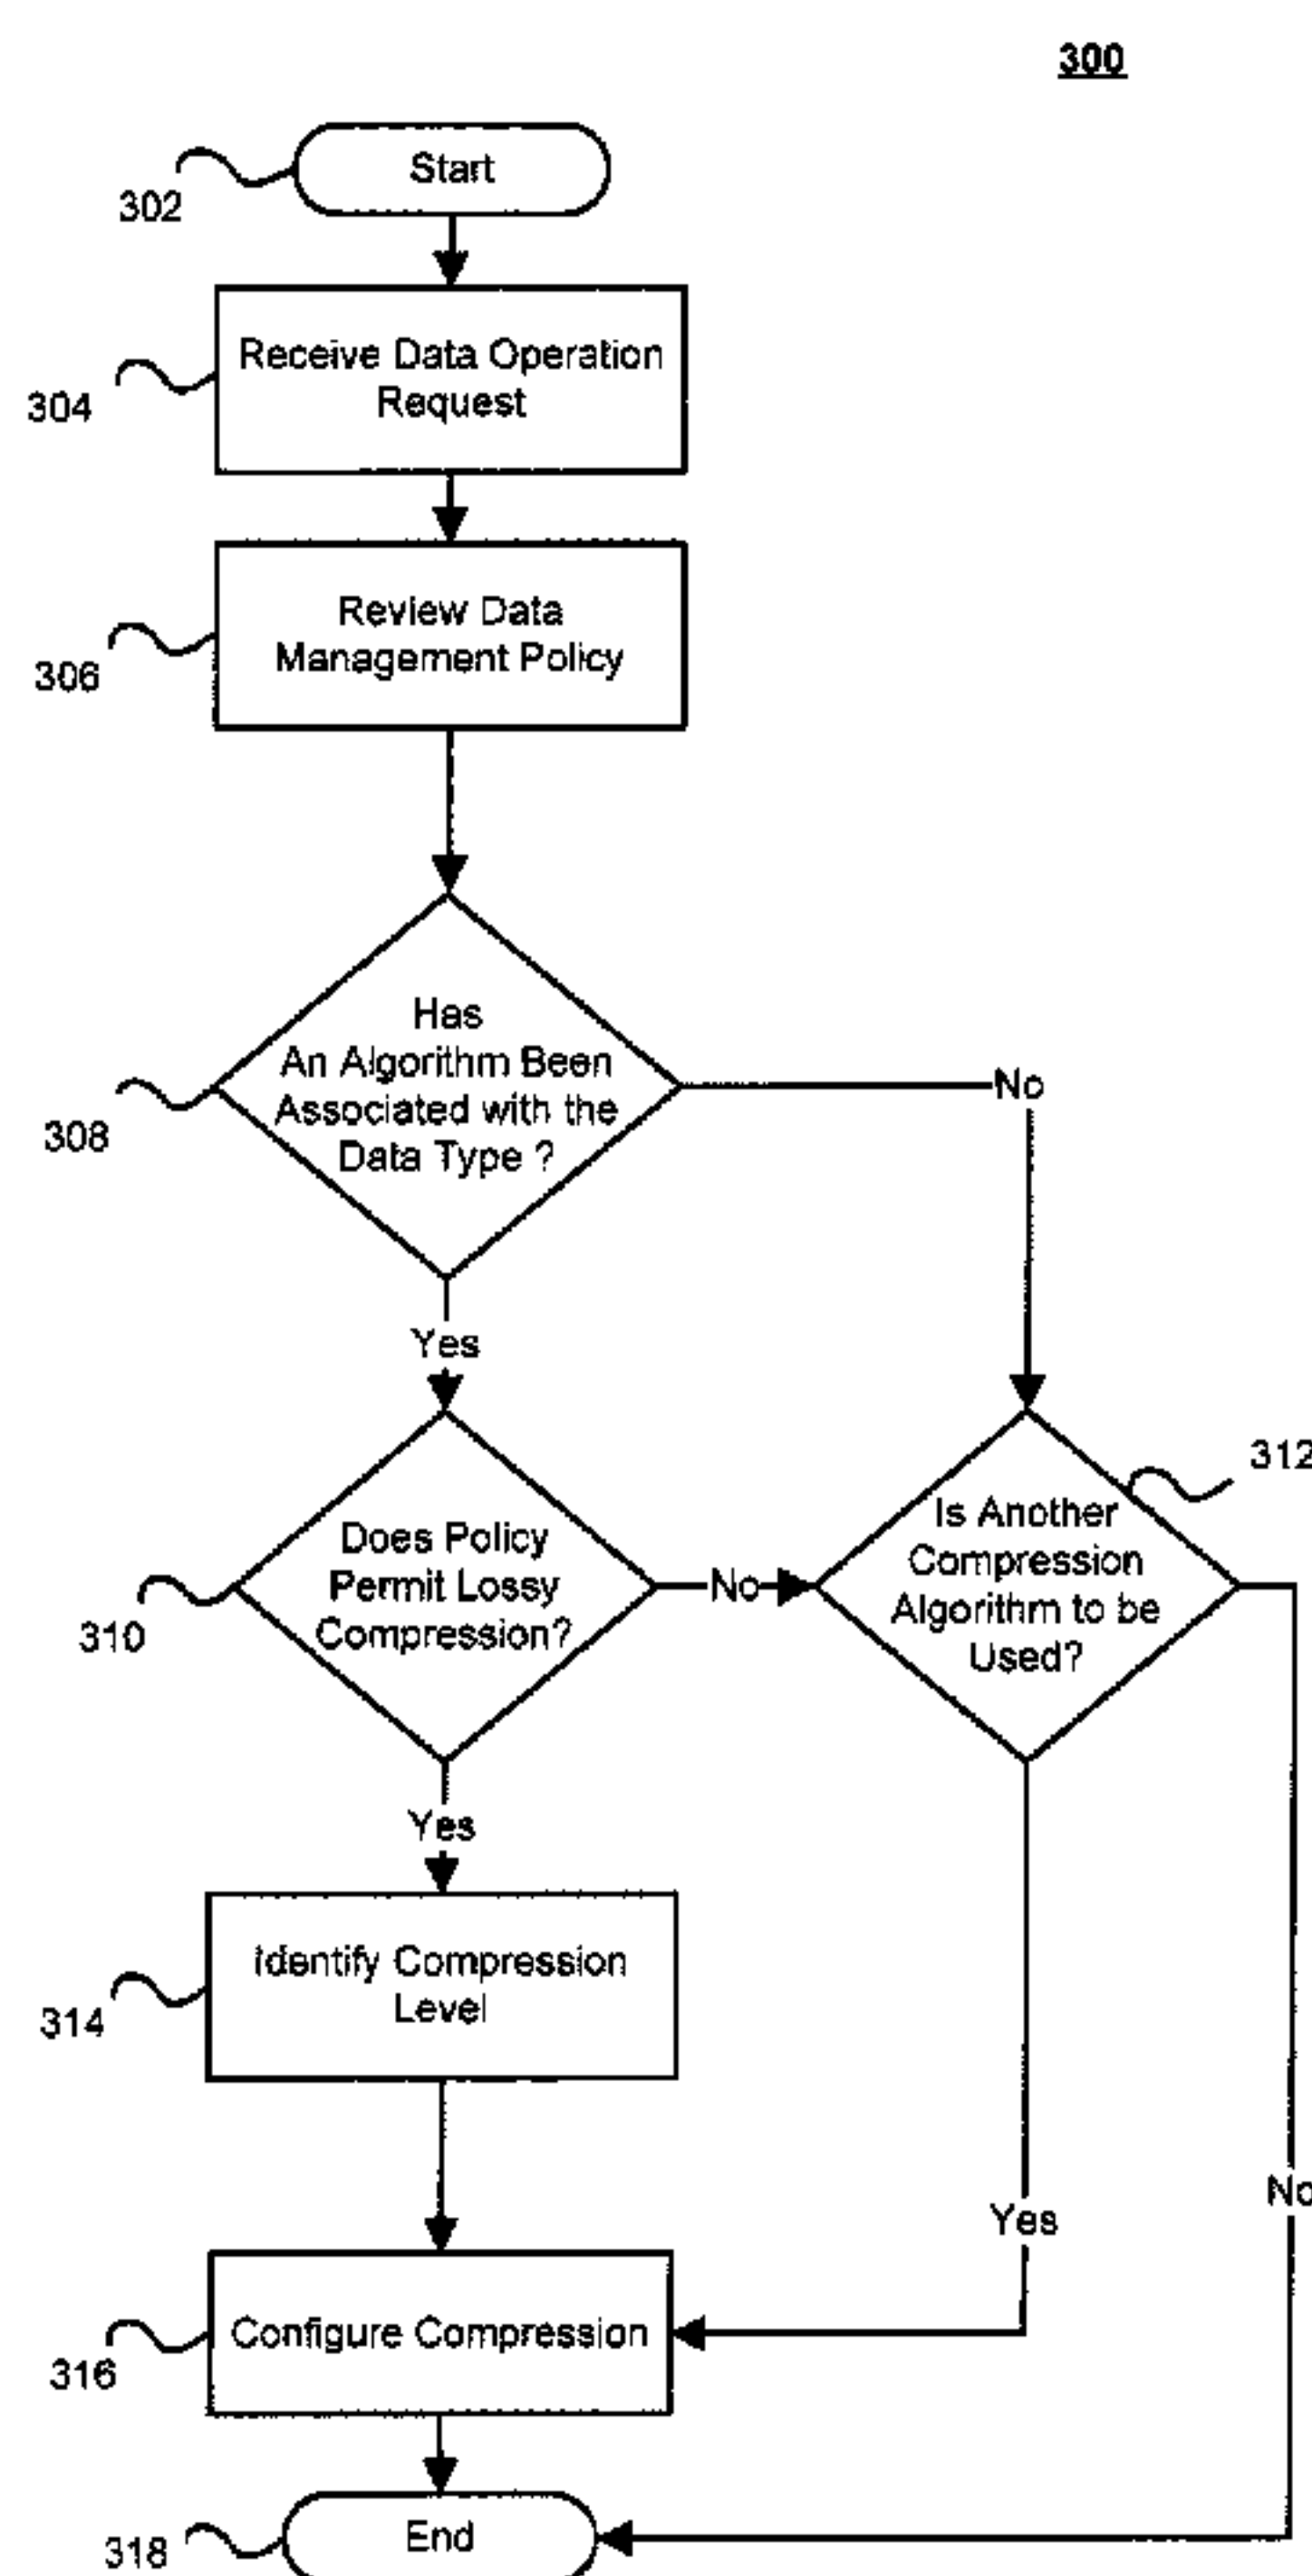 300
Start
302
Receive Data Operation
Request
304
Review Data
Management Policy
306
Has
An Algorithm Been
Associated with the
Data Type ?
308
No
Yes
312
Does Policy
Permit Lossy
Compression?
310
No
Is Another
Compression
Algorithm to be
Used?
Yes
Identify Compression
Level
314
No
Yes
Configure Compression
316
End
318